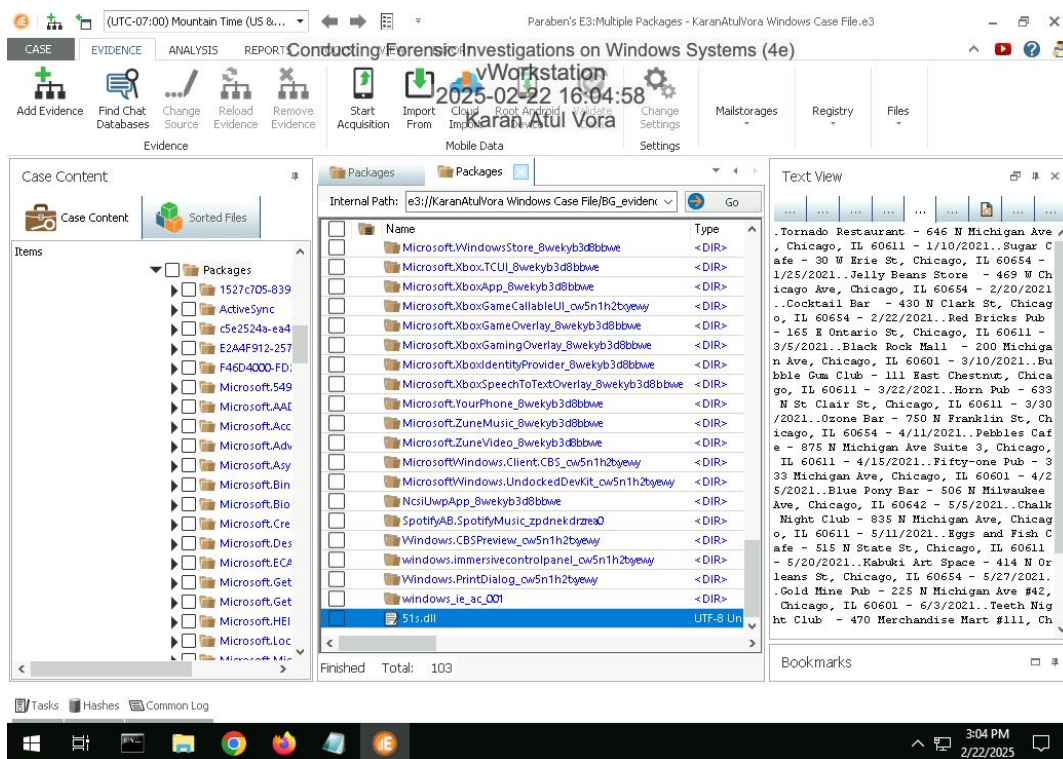 (UTC-07:00) Mountain Time (US &...
Paraben's E3:Multiple Packages - KaranAtulVora Windows Case File.e3
CASE
EVIDENCE
ANALYSIS
REPORTS
Conducting Forensic Investigations on Windows Systems (4e)
vWorkstation
2025-02-22 16:04:58
Karan Atul Vora
Add Evidence
Find Chat Databases
Change Source
Reload Evidence
Remove Evidence
Evidence
Start Acquisition
Import From
Cloud Import
Root Android Device
Validate
Mobile Data
Change Settings
Settings
Mailstorages
Registry
Files
Case Content
Case Content
Sorted Files
Items
Packages
1527c705-839
ActiveSync
c5e2524a-ea4
E2A4F912-257
F46D4000-FD
Microsoft.549
Microsoft.AAD
Microsoft.Acc
Microsoft.Adv
Microsoft.Asy
Microsoft.Bin
Microsoft.Bio
Microsoft.Cre
Microsoft.Des
Microsoft.ECA
Microsoft.Get
Microsoft.Get
Microsoft.HEI
Microsoft.Loc
Packages
Packages
Internal Path: e3://KaranAtulVora Windows Case File/BG_evidenc
Go
Name Type
Microsoft.WindowsStore_8wekyb3d8bbwe <DIR>
Microsoft.Xbox.TCUI_8wekyb3d8bbwe <DIR>
Microsoft.XboxApp_8wekyb3d8bbwe <DIR>
Microsoft.XboxGameCallableUI_cw5n1h2txyewy <DIR>
Microsoft.XboxGameOverlay_8wekyb3d8bbwe <DIR>
Microsoft.XboxGamingOverlay_8wekyb3d8bbwe <DIR>
Microsoft.XboxIdentityProvider_8wekyb3d8bbwe <DIR>
Microsoft.XboxSpeechToTextOverlay_8wekyb3d8bbwe <DIR>
Microsoft.YourPhone_8wekyb3d8bbwe <DIR>
Microsoft.ZuneMusic_8wekyb3d8bbwe <DIR>
Microsoft.ZuneVideo_8wekyb3d8bbwe <DIR>
MicrosoftWindows.Client.CBS_cw5n1h2txyewy <DIR>
MicrosoftWindows.UndockedDevKit_cw5n1h2txyewy <DIR>
NcsiUwpApp_8wekyb3d8bbwe <DIR>
SpotifyAB.SpotifyMusic_zpdnekdrzrea0 <DIR>
Windows.CBSPreview_cw5n1h2txyewy <DIR>
windows.immersivecontrolpanel_cw5n1h2txyewy <DIR>
Windows.PrintDialog_cw5n1h2txyewy <DIR>
windows_ie_ac_001 <DIR>
51s.dll UTF-8 Un
Finished Total: 103
Text View
.Tornado Restaurant - 646 N Michigan Ave
, Chicago, IL 60611 - 1/10/2021..Sugar C
afe - 30 W Erie St, Chicago, IL 60654 -
1/25/2021..Jelly Beans Store  - 469 W Ch
icago Ave, Chicago, IL 60654 - 2/20/2021
..Cocktail Bar  - 430 N Clark St, Chicag
o, IL 60654 - 2/22/2021..Red Bricks Pub
- 165 E Ontario St, Chicago, IL 60611 -
3/5/2021..Black Rock Mall  - 200 Michiga
n Ave, Chicago, IL 60601 - 3/10/2021..Bu
bble Gum Club - 111 East Chestnut, Chica
go, IL 60611 - 3/22/2021..Horn Pub - 633
N St Clair St, Chicago, IL 60611 - 3/30
/2021..Ozone Bar - 750 N Franklin St, Ch
icago, IL 60654 - 4/11/2021..Pebbles Caf
e - 875 N Michigan Ave Suite 3, Chicago,
IL 60611 - 4/15/2021..Fifty-one Pub - 3
33 Michigan Ave, Chicago, IL 60601 - 4/2
5/2021..Blue Pony Bar - 506 N Milwaukee
Ave, Chicago, IL 60642 - 5/5/2021..Chalk
Night Club - 835 N Michigan Ave, Chicag
o, IL 60611 - 5/11/2021..Eggs and Fish C
afe - 515 N State St, Chicago, IL 60611
- 5/20/2021..Kabuki Art Space - 414 N Or
leans St, Chicago, IL 60654 - 5/27/2021.
.Gold Mine Pub - 225 N Michigan Ave #42,
Chicago, IL 60601 - 6/3/2021..Teeth Nig
ht Club  - 470 Merchandise Mart #111, Ch
Bookmarks
Tasks
Hashes
Common Log
3:04 PM
2/22/2025